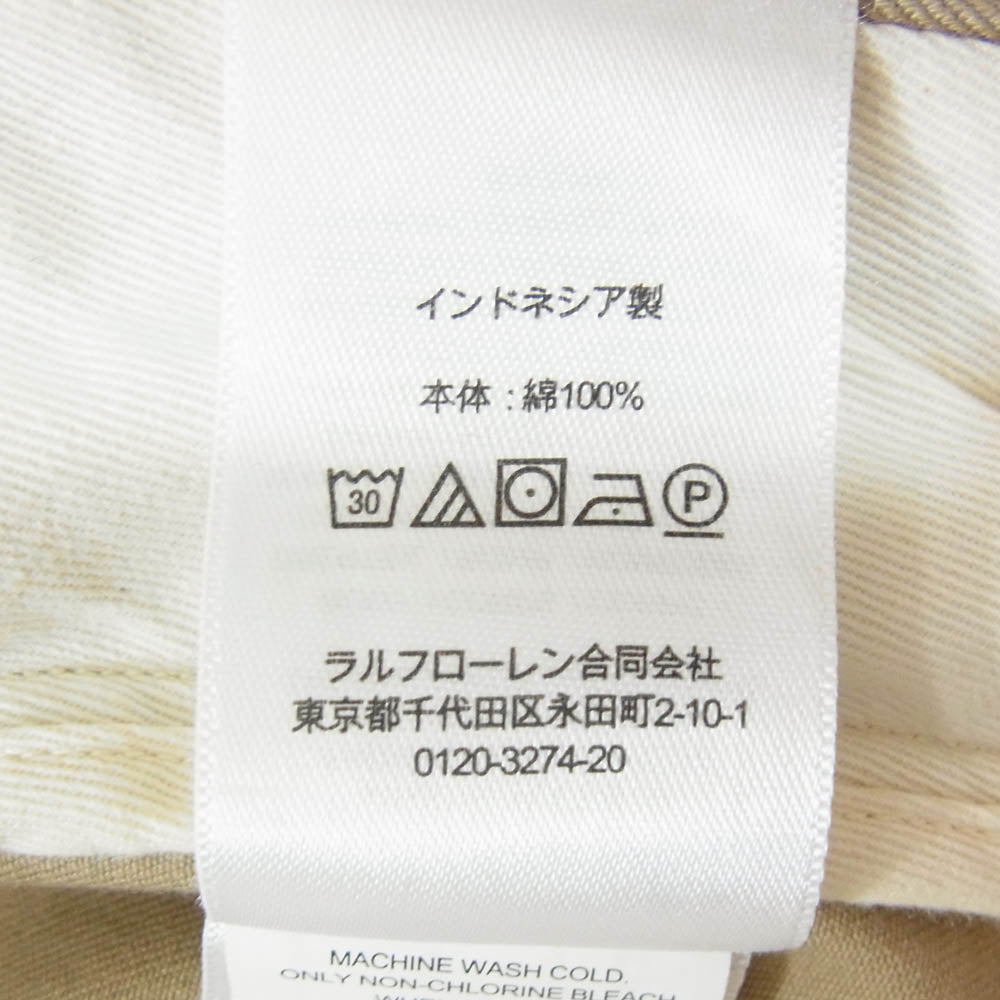 インドネシア製
本体 : 綿100%
30 P
ラルフローレン合同会社
東京都千代田区永田町2-10-1
0120-3274-20
MACHINE WASH COLD.
ONLY NON-CHLORINE BLEACH